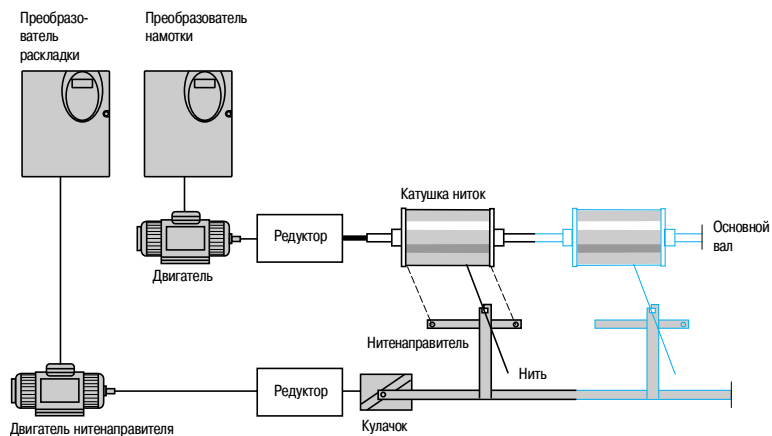 Преобразо-
ватель
раскладки
Преобразователь
намотки
Катушка ниток
Редуктор
Основной
вал
Двигатель
Нитенаправитель
Нить
Редуктор
Кулачок
Двигатель нитенаправителя